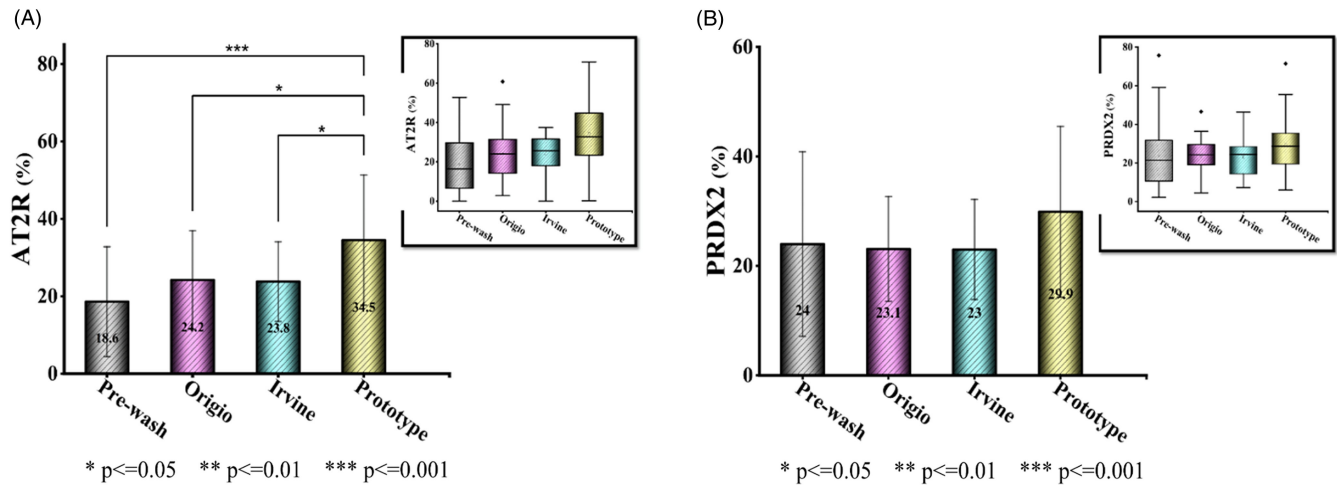 (A)
AT2R (%)
80
60
40
20
0
***
*
*
18.6
24.2
23.8
34.5
Pre-wash
Origio
Irvine
Prototype
AT2R (%)
80
60
40
20
0
Pre-wash
Origio
Irvine
Prototype
* p<=0.05 ** p<=0.01 *** p<=0.001
(B)
PRDX2 (%)
60
40
20
0
24
23.1
23
29.9
Pre-wash
Origio
Irvine
Prototype
PRDX2 (%)
80
60
40
20
0
Pre-wash
Origio
Irvine
Prototype
* p<=0.05 ** p<=0.01 *** p<=0.001